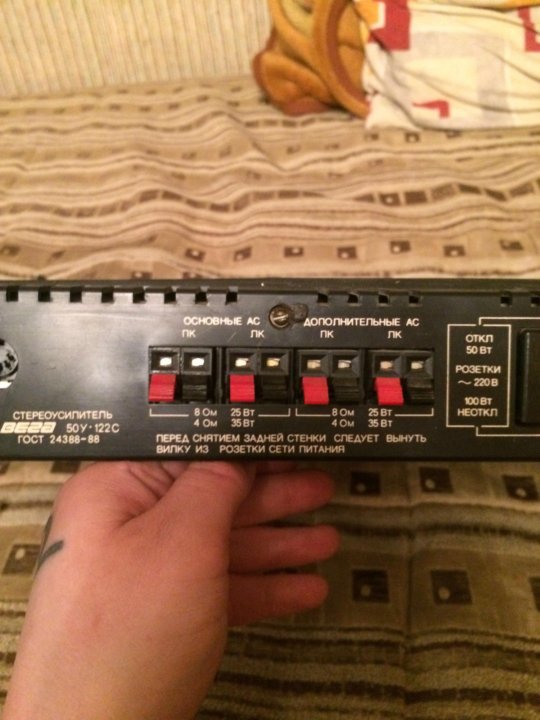 ОСНОВНЫЕ АС
ПК ЛК
ДОПОЛНИТЕЛЬНЫЕ АС
ПК ЛК
8 Ом 25 Вт
4 Ом 35 Вт
8 Ом 25 Вт
4 Ом 35 Вт
СТЕРЕОУСИЛИТЕЛЬ
ВЕГА 50У-122С
ГОСТ 24388-88
ПЕРЕД СНЯТИЕМ ЗАДНЕЙ СТЕНКИ СЛЕДУЕТ ВЫНУТЬ
ВИЛКУ ИЗ РОЗЕТКИ СЕТИ ПИТАНИЯ
ОТКЛ
50 ВТ
РОЗЕТКИ
~ 220 В
100 ВТ
НЕОТКЛ